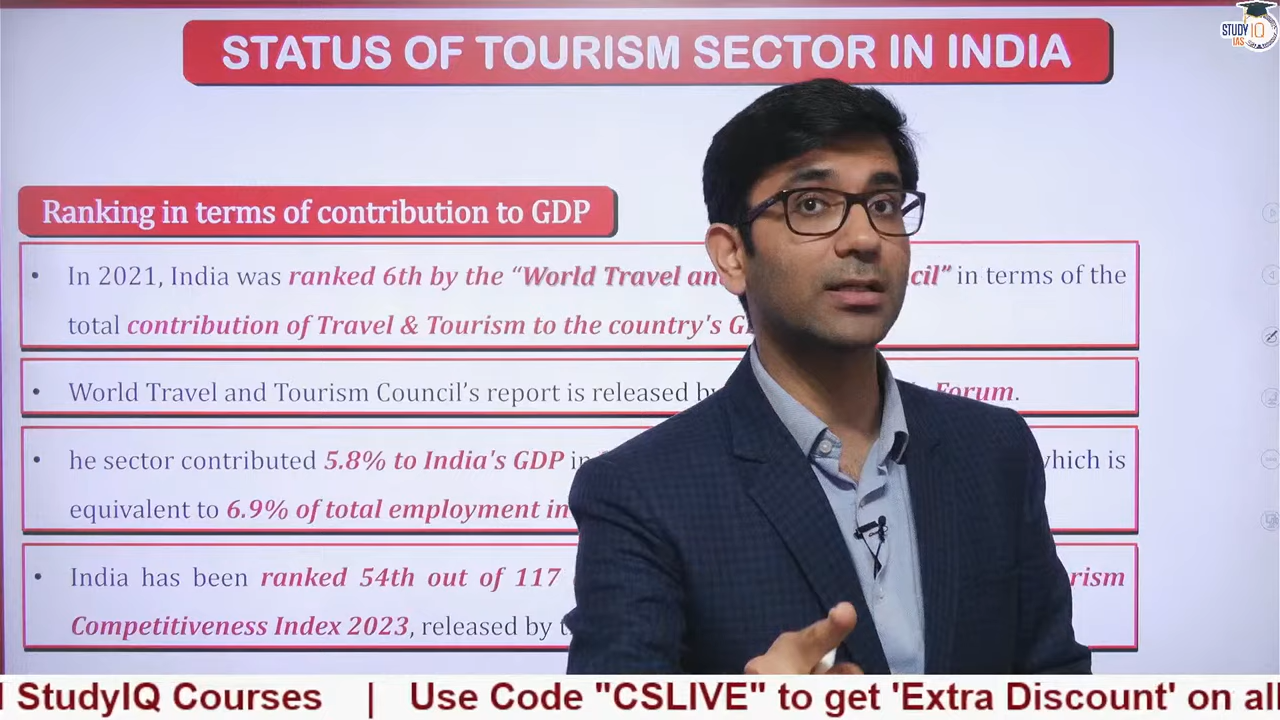 STUDY IQ
IAS
STATUS OF TOURISM SECTOR IN INDIA
Ranking in terms of contribution to GDP
• In 2021, India was ranked 6th by the “World Travel an cil” in terms of the
total contribution of Travel & Tourism to the country's G
• World Travel and Tourism Council’s report is released Forum.
• he sector contributed 5.8% to India's GDP in which is
equivalent to 6.9% of total employment in
• India has been ranked 54th out of 117 rism
Competitiveness Index 2023, released by
StudyIQ Courses | Use Code "CSLIVE" to get 'Extra Discount' on all